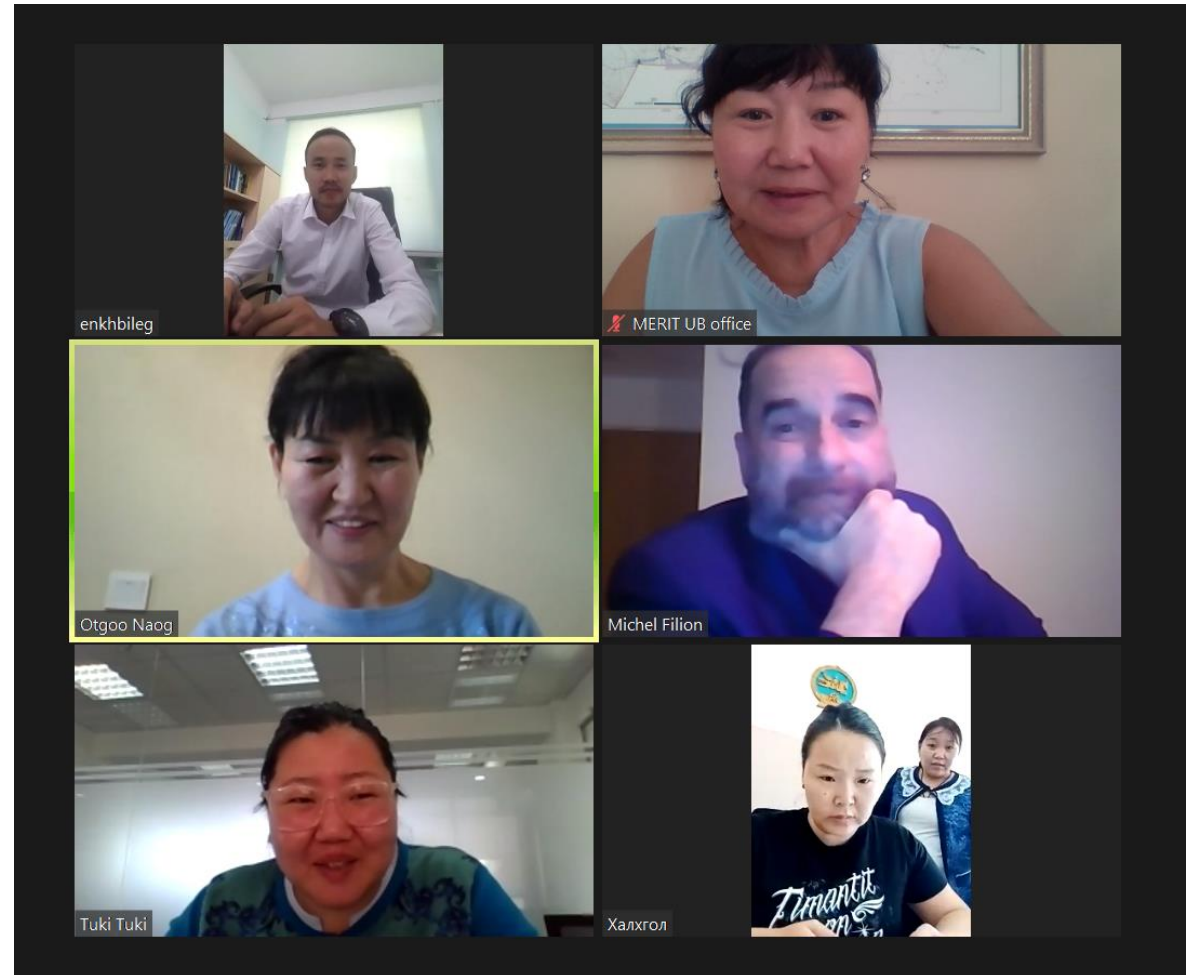 enkhbileg
MERIT UB office
Otgoo Naog
Michel Filion
Tuki Tuki
Халхгол